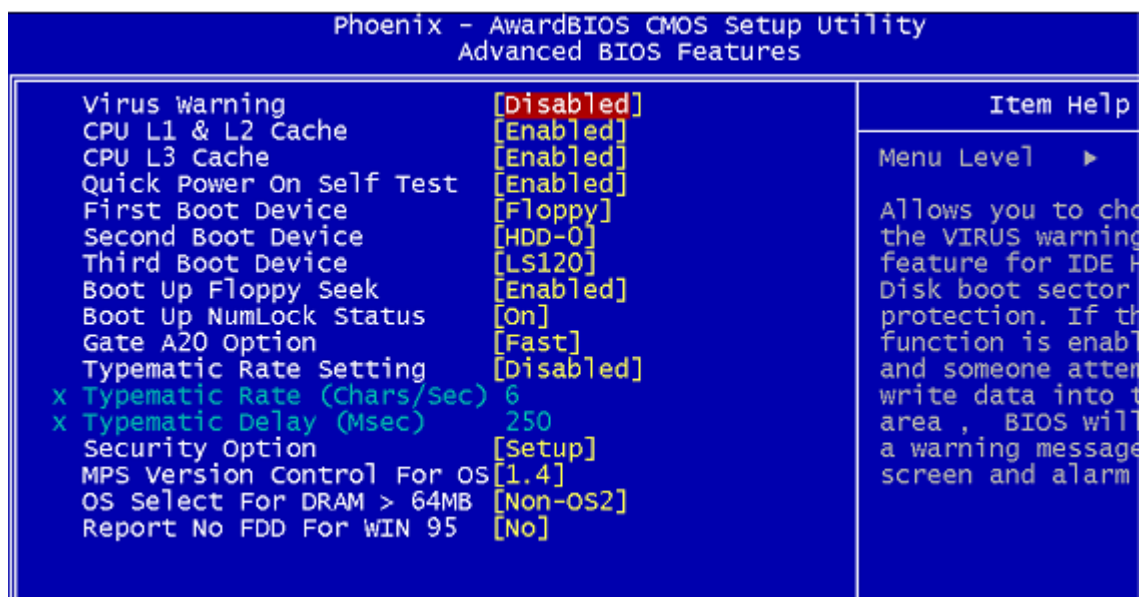 Phoenix - AwardBIOS CMOS Setup Utility
Advanced BIOS Features
Virus Warning [Disabled]
CPU L1 & L2 Cache [Enabled]
CPU L3 Cache [Enabled]
Quick Power On Self Test [Enabled]
First Boot Device [Floppy]
Second Boot Device [HDD-0]
Third Boot Device [LS120]
Boot Up Floppy Seek [Enabled]
Boot Up NumLock Status [On]
Gate A20 Option [Fast]
Typematic Rate Setting [Disabled]
x Typematic Rate (Chars/Sec) 6
x Typematic Delay (Msec) 250
Security Option [Setup]
MPS Version Control For OS[1.4]
OS Select For DRAM > 64MB [Non-OS2]
Report No FDD For WIN 95 [No]
Item Help
Menu Level ▶
Allows you to
the VIRUS warning
feature for IDE
Disk boot sector
protection. If
function is
and someone
write data into
area , BIOS will
a warning message
screen and alarm